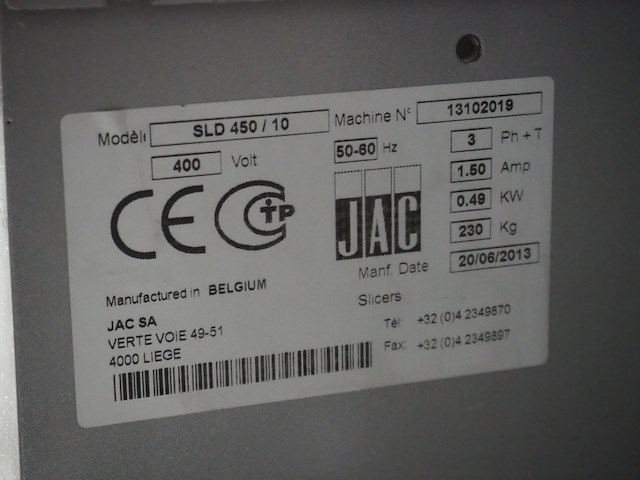 Modèle SLD 450 / 10 Machine N° 13102019
400 Volt 50-60 Hz 3 Ph + T
1.50 Amp
0.49 KW
230 Kg
CE CTP JAC
Manf. Date 20/06/2013
Manufactured in BELGIUM
Slicers
JAC SA
VERTE VOIE 49-51
4000 LIEGE
Tél: +32 (0)4 2349870
Fax: +32 (0)4 2349897